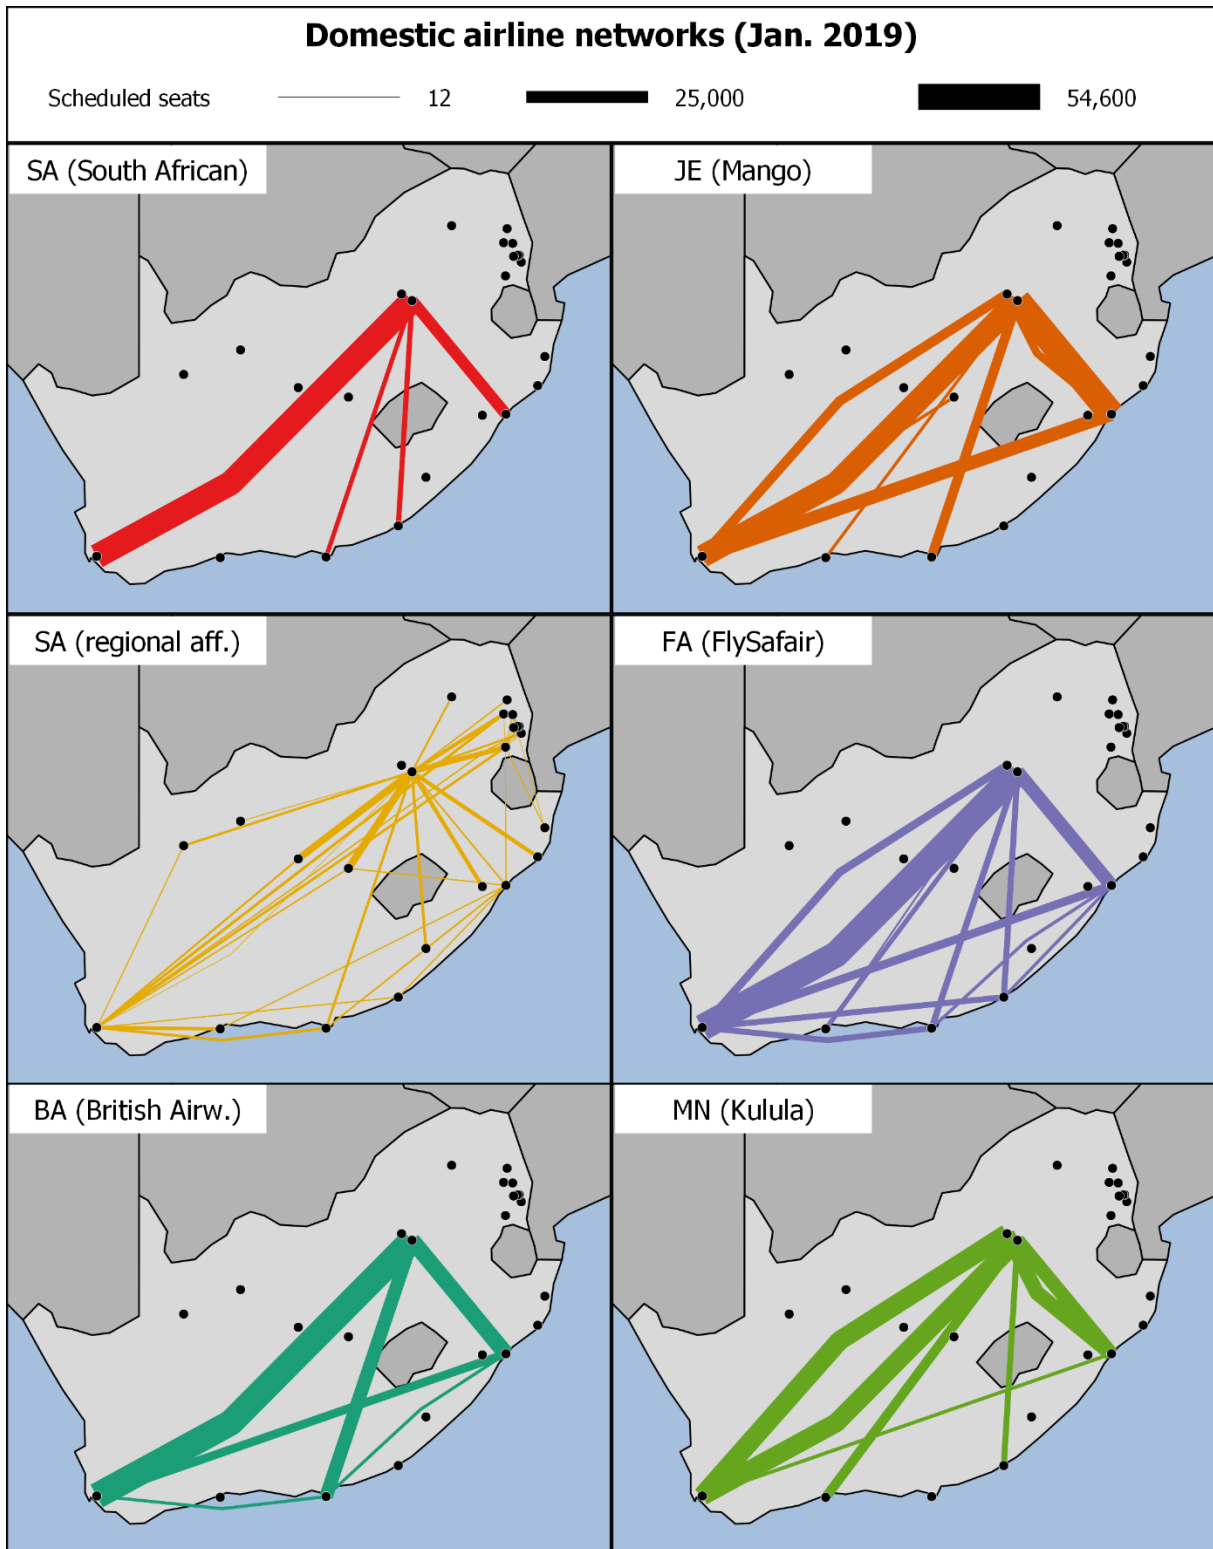 Domestic airline networks (Jan. 2019)
Scheduled seats 12 25,000 54,600
SA (South African) JE (Mango)
SA (regional aff.) FA (FlySafair)
BA (British Airw.) MN (Kulula)